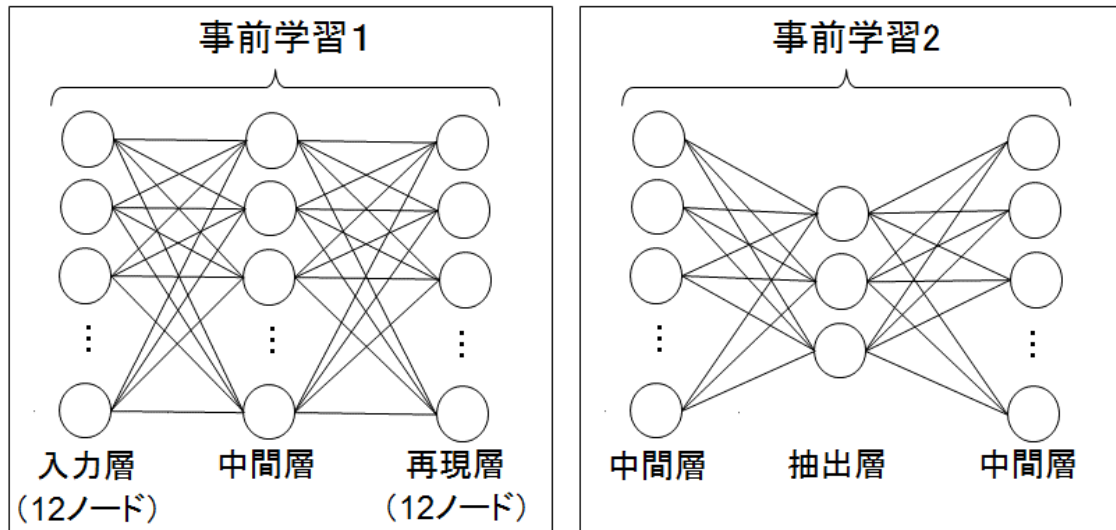 事前学習1
入力層
(12ノード)
中間層
再現層
(12ノード)
事前学習2
中間層
抽出層
中間層